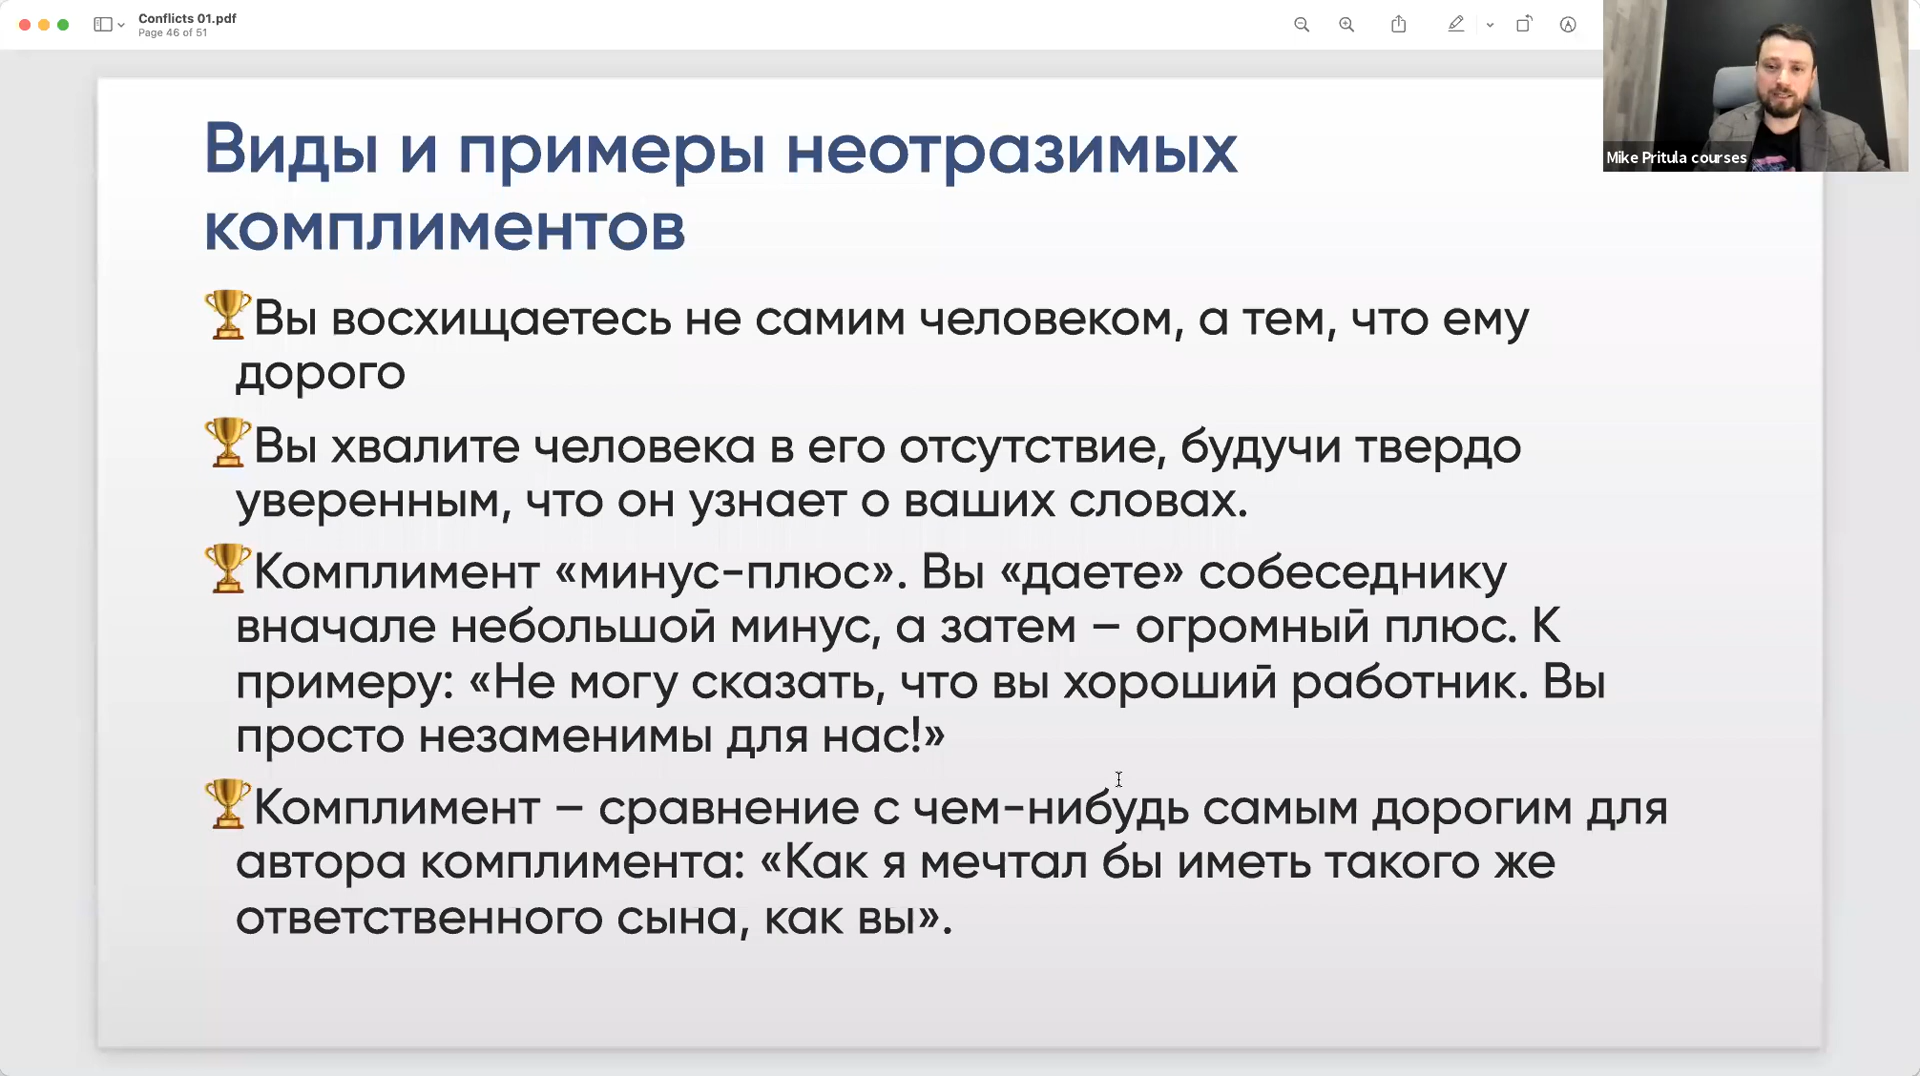 Conflicts 01.pdf
Page 46 of 51
Mike Pritula courses
Виды и примеры неотразимых
комплиментов
🏆Вы восхищаетесь не самим человеком, а тем, что ему
дорого
🏆Вы хвалите человека в его отсутствие, будучи твердо
уверенным, что он узнает о ваших словах.
🏆Комплимент «минус-плюс». Вы «даете» собеседнику
вначале небольшой минус, а затем – огромный плюс. К
примеру: «Не могу сказать, что вы хороший работник. Вы
просто незаменимы для нас!»
🏆Комплимент – сравнение с чем-нибудь самым дорогим для
автора комплимента: «Как я мечтал бы иметь такого же
ответственного сына, как вы».